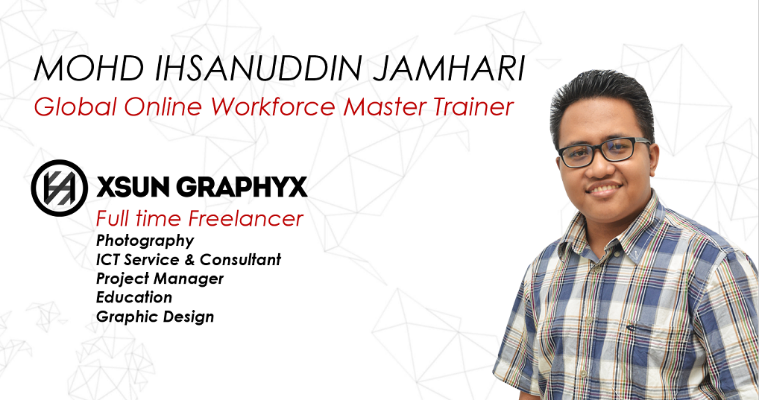 MOHD IHSANUDDIN JAMHARI
Global Online Workforce Master Trainer
XSUN GRAPHYX
Full time Freelancer
Photography
ICT Service & Consultant
Project Manager
Education
Graphic Design